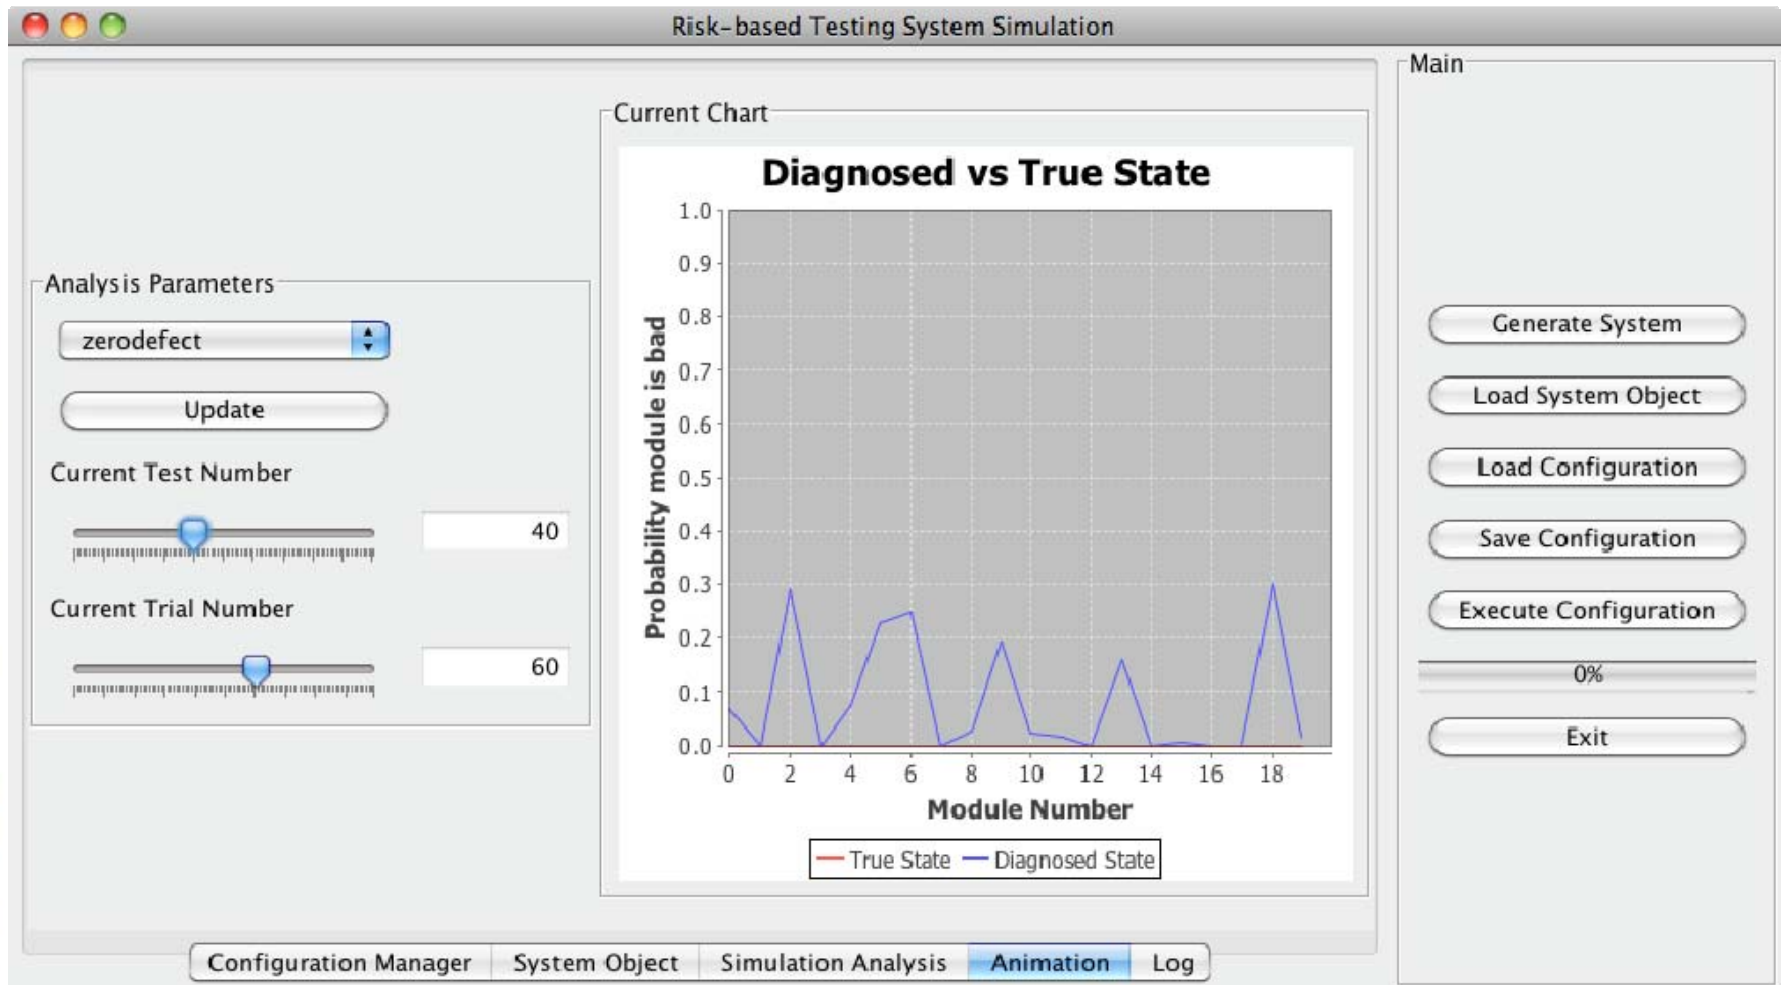 Risk-based Testing System Simulation
Analysis Parameters
zerodefect
Update
Current Test Number
40
Current Trial Number
60
Current Chart
Diagnosed vs True State
Probability module is bad
1.0
0.9
0.8
0.7
0.6
0.5
0.4
0.3
0.2
0.1
0.0
0 2 4 6 8 10 12 14 16 18
Module Number
True State Diagnosed State
Main
Generate System
Load System Object
Load Configuration
Save Configuration
Execute Configuration
0%
Exit
Configuration Manager System Object Simulation Analysis Animation Log